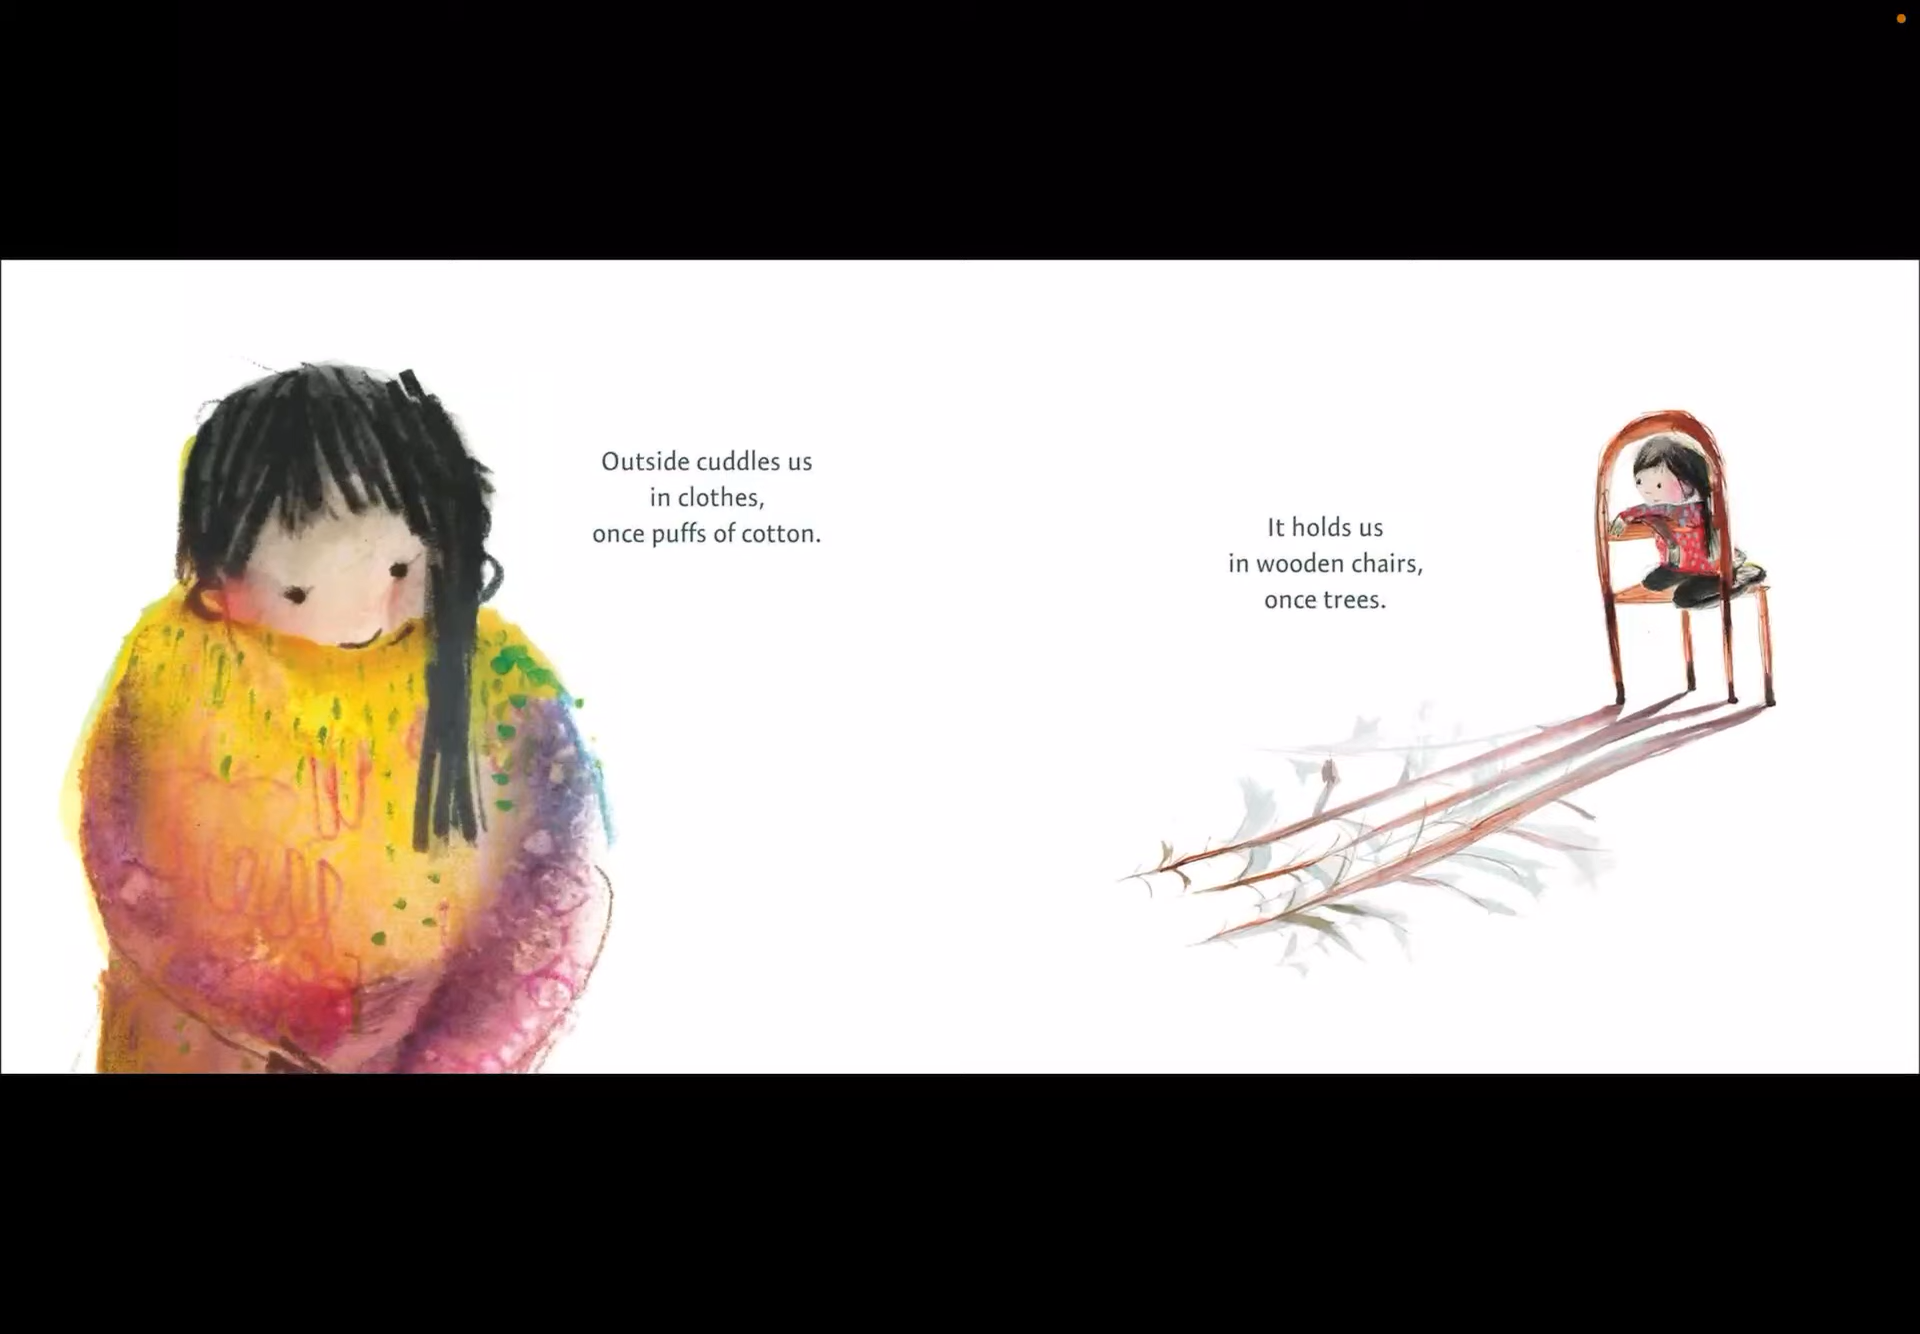 Outside cuddles us
in clothes,
once puffs of cotton.
It holds us
in wooden chairs,
once trees.